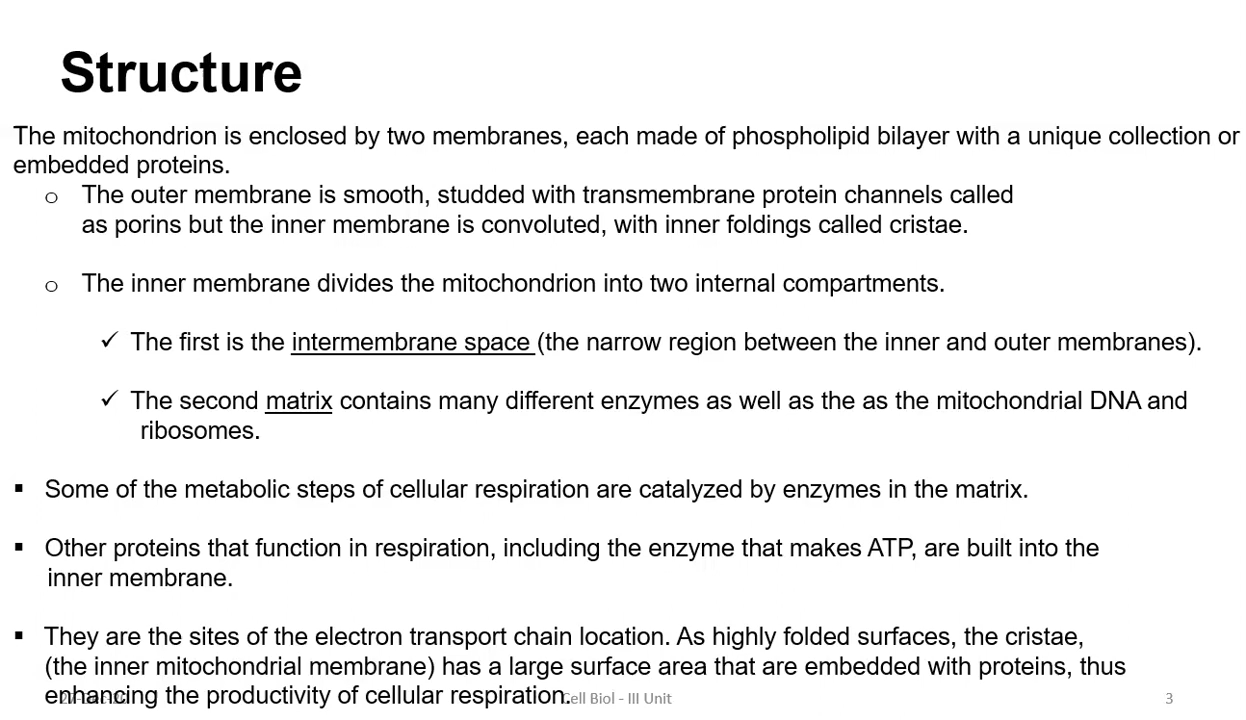 Structure
The mitochondrion is enclosed by two membranes, each made of phospholipid bilayer with a unique collection or
embedded proteins.
o The outer membrane is smooth, studded with transmembrane protein channels called
as porins but the inner membrane is convoluted, with inner foldings called cristae.
o The inner membrane divides the mitochondrion into two internal compartments.
✓ The first is the intermembrane space (the narrow region between the inner and outer membranes).
✓ The second matrix contains many different enzymes as well as the as the mitochondrial DNA and
ribosomes.
▪ Some of the metabolic steps of cellular respiration are catalyzed by enzymes in the matrix.
▪ Other proteins that function in respiration, including the enzyme that makes ATP, are built into the
inner membrane.
▪ They are the sites of the electron transport chain location. As highly folded surfaces, the cristae,
(the inner mitochondrial membrane) has a large surface area that are embedded with proteins, thus
enhancing the productivity of cellular respiration.
Cell Biol - III Unit
3